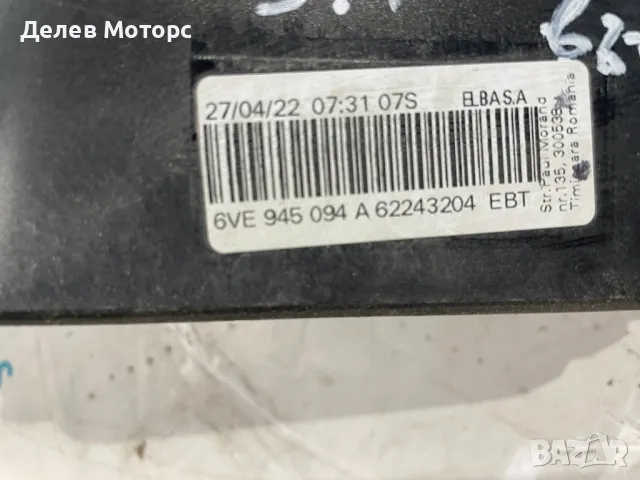 Делев Моторс
27/04/22 07:31 07S ELBA S.A
6VE 945 094 A 62243204 EBT
Str. Paul Morand
nr.135, 300538
Timisoara Romania
BAZAR